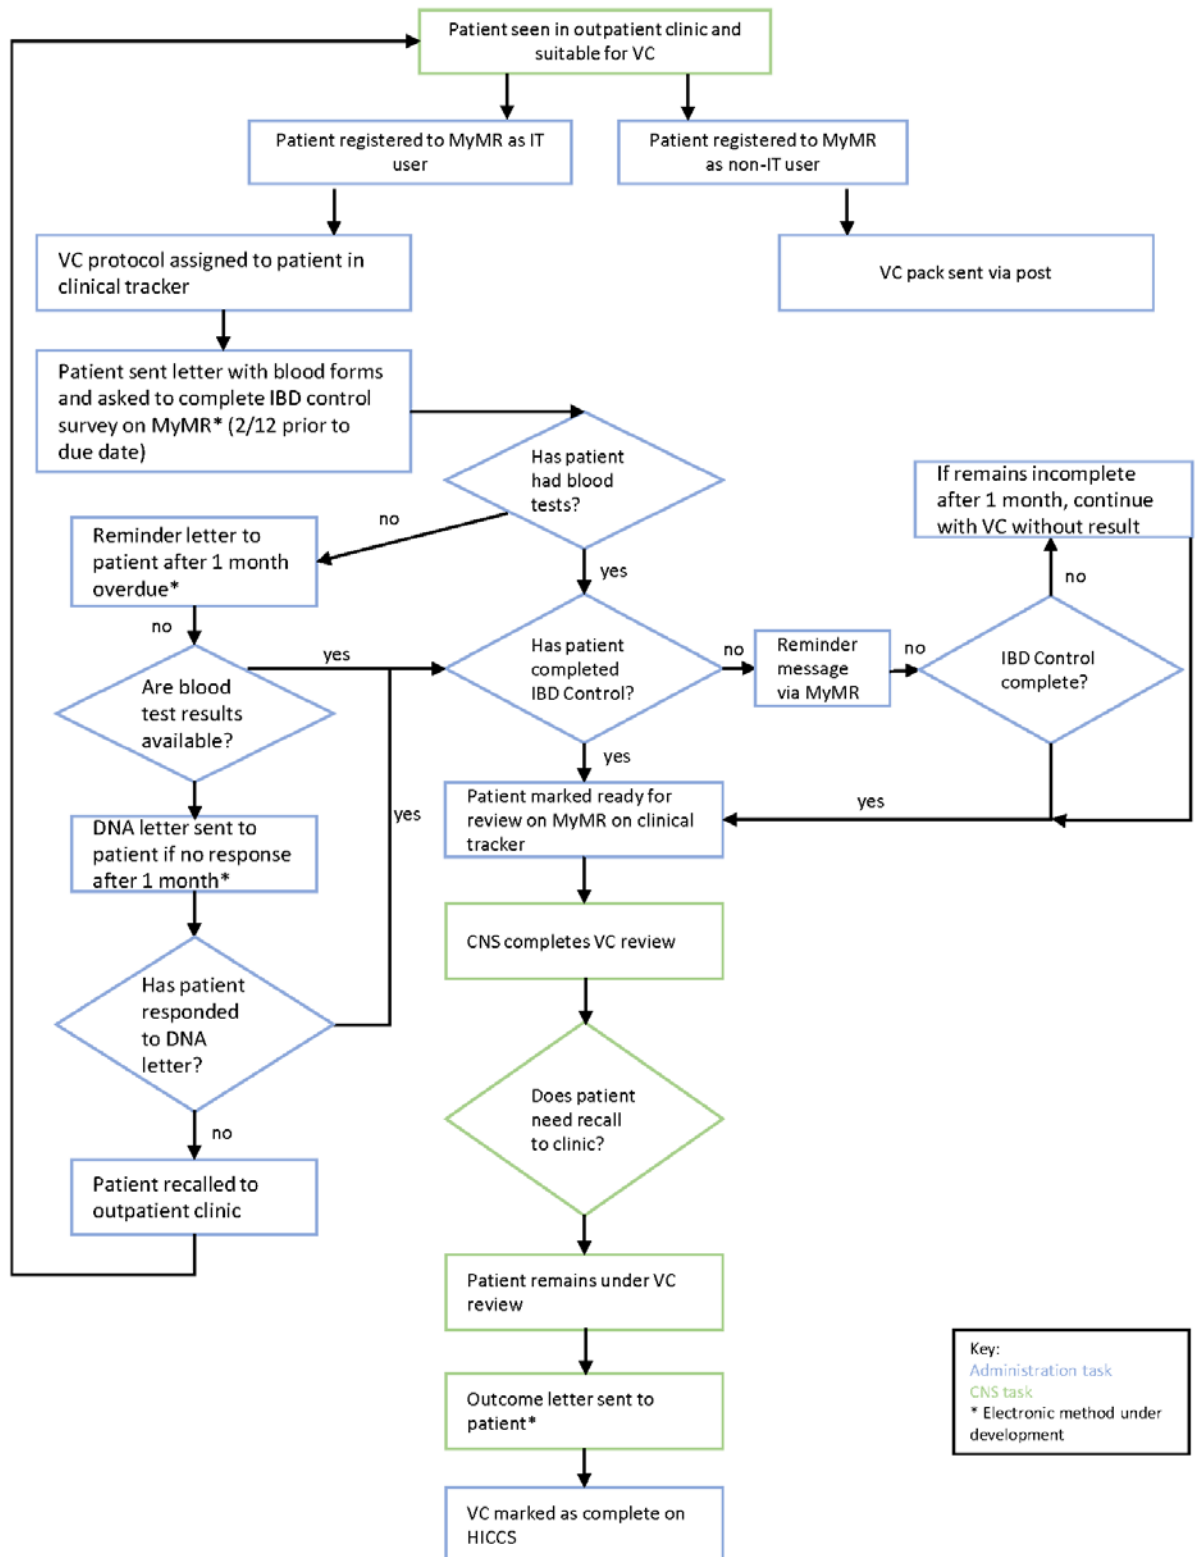 Patient seen in outpatient clinic and
suitable for VC
Patient registered to MyMR as IT
user
Patient registered to MyMR
as non-IT user
VC protocol assigned to patient in
clinical tracker
VC pack sent via post
Patient sent letter with blood forms
and asked to complete IBD control
survey on MyMR* (2/12 prior to
due date)
Has patient
had blood
tests?
If remains incomplete
after 1 month, continue
with VC without result
no
Reminder letter to
patient after 1 month
overdue*
yes
no
no
Has patient
completed
IBD Control?
no
Reminder
message
via MyMR
no
IBD Control
complete?
yes
Are blood
test results
available?
yes
Patient marked ready for
review on MyMR on clinical
tracker
yes
yes
DNA letter sent to
patient if no response
after 1 month*
CNS completes VC review
Has patient
responded
to DNA
letter?
Does patient
need recall
to clinic?
no
Patient recalled to
outpatient clinic
Patient remains under VC
review
Outcome letter sent to
patient*
VC marked as complete on
HICCS
Key:
Administration task
CNS task
* Electronic method under
development